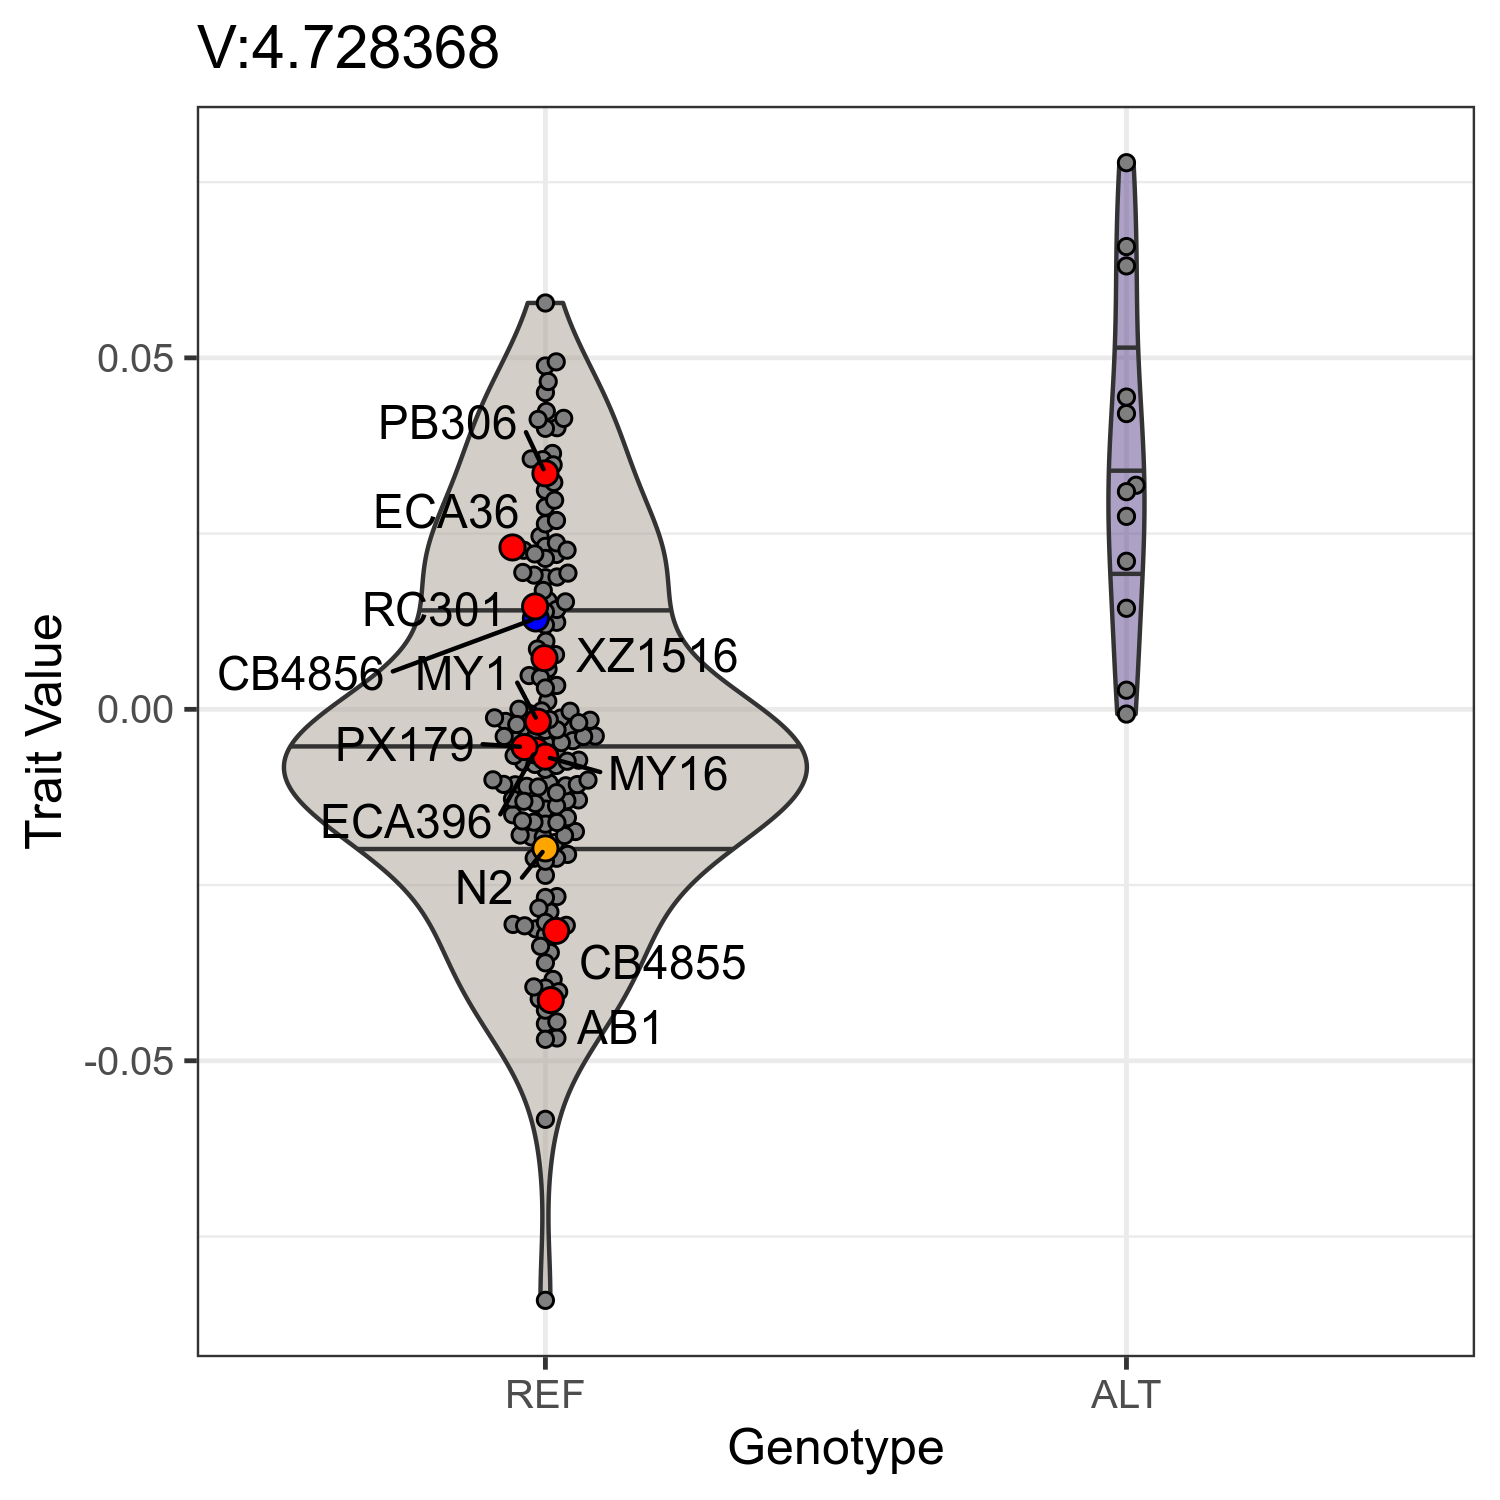 V:4.728368
0.05
0.00
-0.05
Trait Value
PB306
ECA36
RC301
CB4856
MY1
XZ1516
PX179
MY16
ECA396
N2
CB4855
AB1
REF
ALT
Genotype